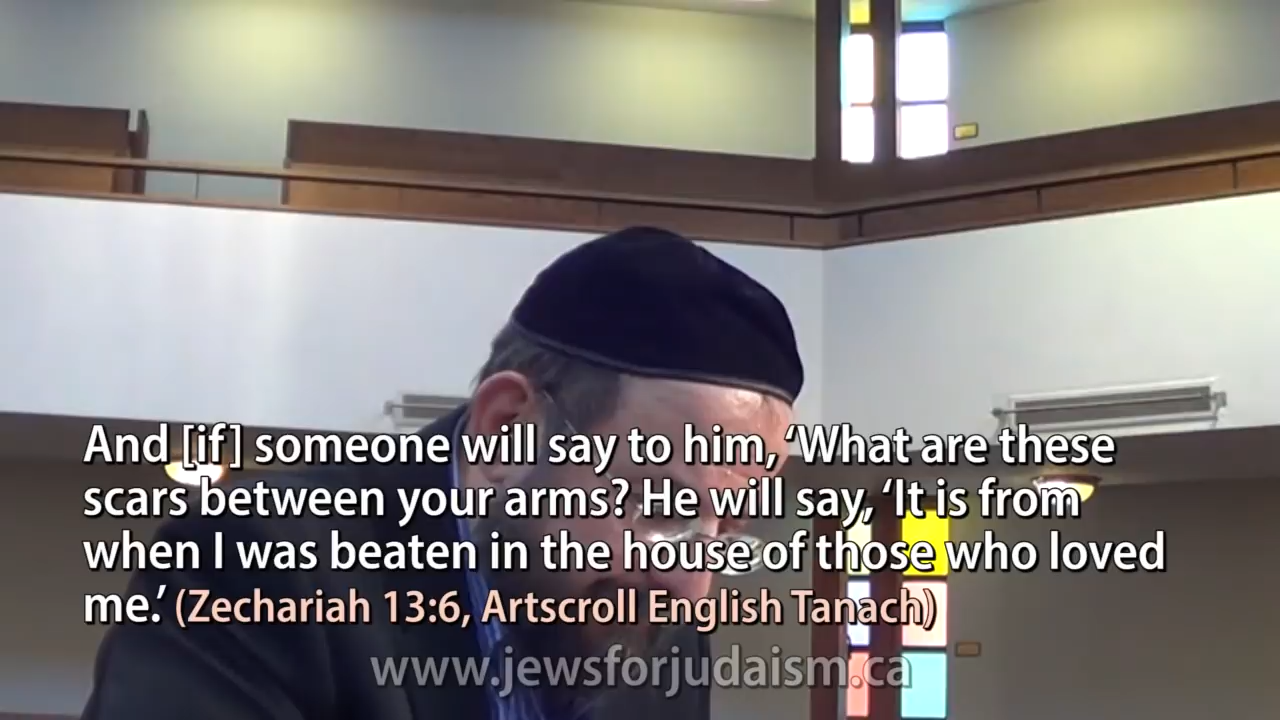 And [if] someone will say to him, ‘What are these
scars between your arms? He will say, ‘It is from
when I was beaten in the house of those who loved
me.’ (Zechariah 13:6, Artscroll English Tanach)
www.jewsforjudaism.ca